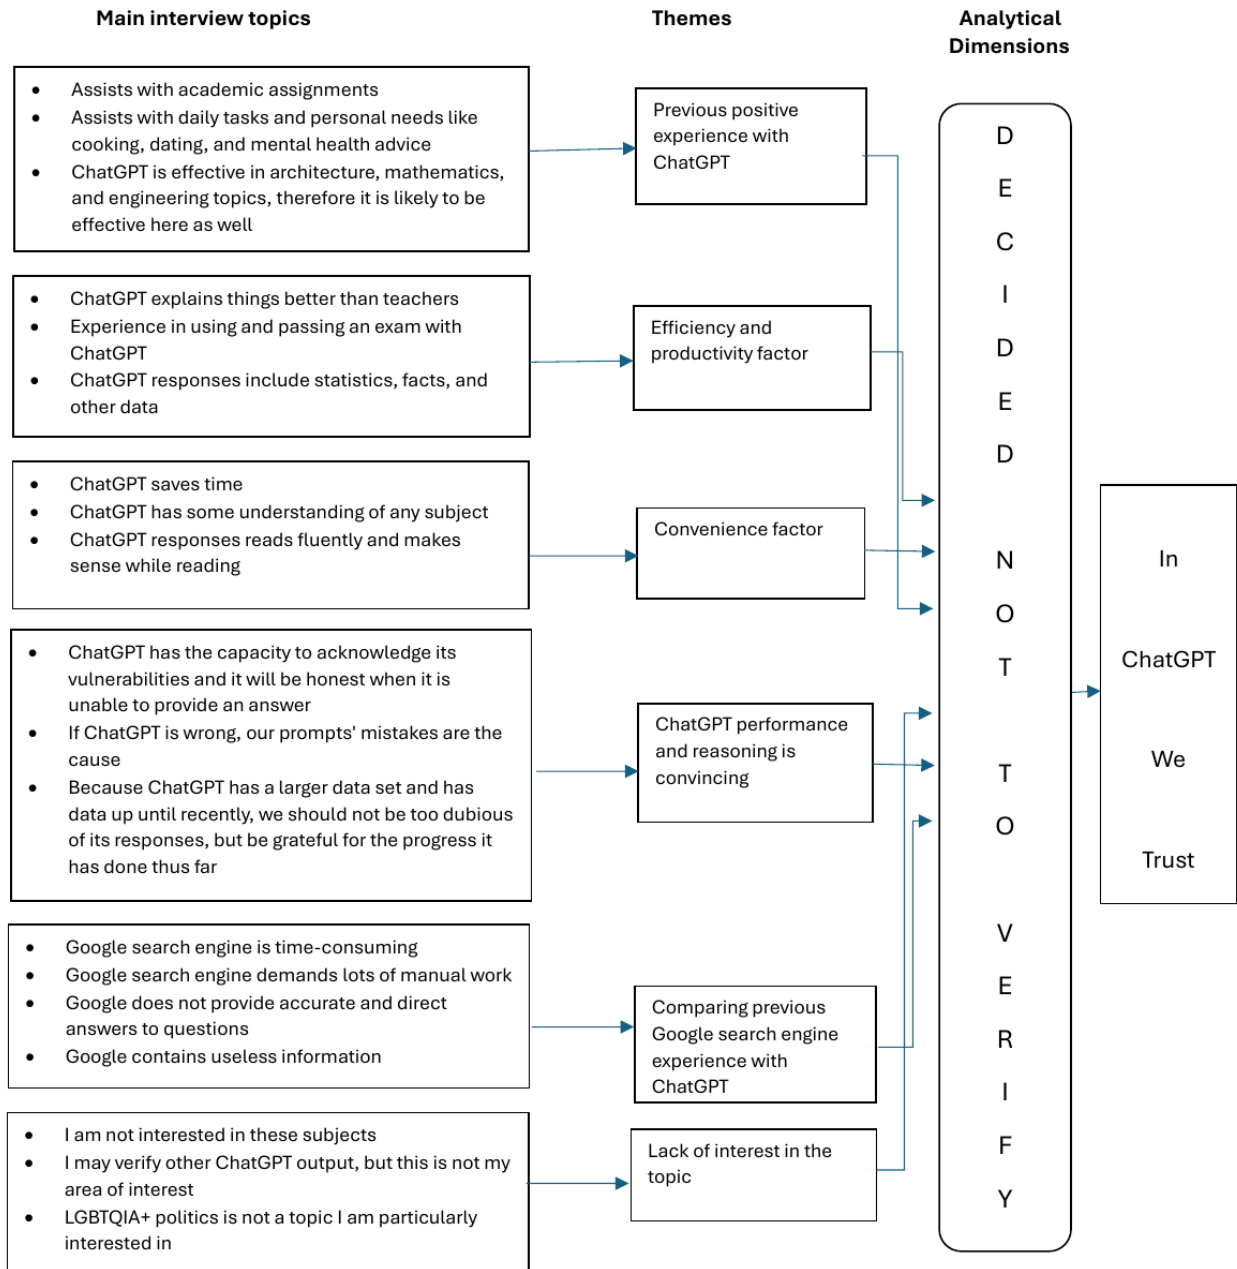 Main interview topics
Themes
Analytical
Dimensions
• Assists with academic assignments
• Assists with daily tasks and personal needs like
cooking, dating, and mental health advice
• ChatGPT is effective in architecture, mathematics,
and engineering topics, therefore it is likely to be
effective here as well
Previous positive
experience with
ChatGPT
• ChatGPT explains things better than teachers
• Experience in using and passing an exam with
ChatGPT
• ChatGPT responses include statistics, facts, and
other data
Efficiency and
productivity factor
• ChatGPT saves time
• ChatGPT has some understanding of any subject
• ChatGPT responses reads fluently and makes
sense while reading
Convenience factor
• ChatGPT has the capacity to acknowledge its
vulnerabilities and it will be honest when it is
unable to provide an answer
• If ChatGPT is wrong, our prompts' mistakes are the
cause
• Because ChatGPT has a larger data set and has
data up until recently, we should not be too dubious
of its responses, but be grateful for the progress it
has done thus far
ChatGPT performance
and reasoning is
convincing
• Google search engine is time-consuming
• Google search engine demands lots of manual work
• Google does not provide accurate and direct
answers to questions
• Google contains useless information
Comparing previous
Google search engine
experience with
ChatGPT
• I am not interested in these subjects
• I may verify other ChatGPT output, but this is not my
area of interest
• LGBTQIA+ politics is not a topic I am particularly
interested in
Lack of interest in the
topic
D
E
C
I
D
E
D
N
O
T
T
O
V
E
R
I
F
Y
In
ChatGPT
We
Trust